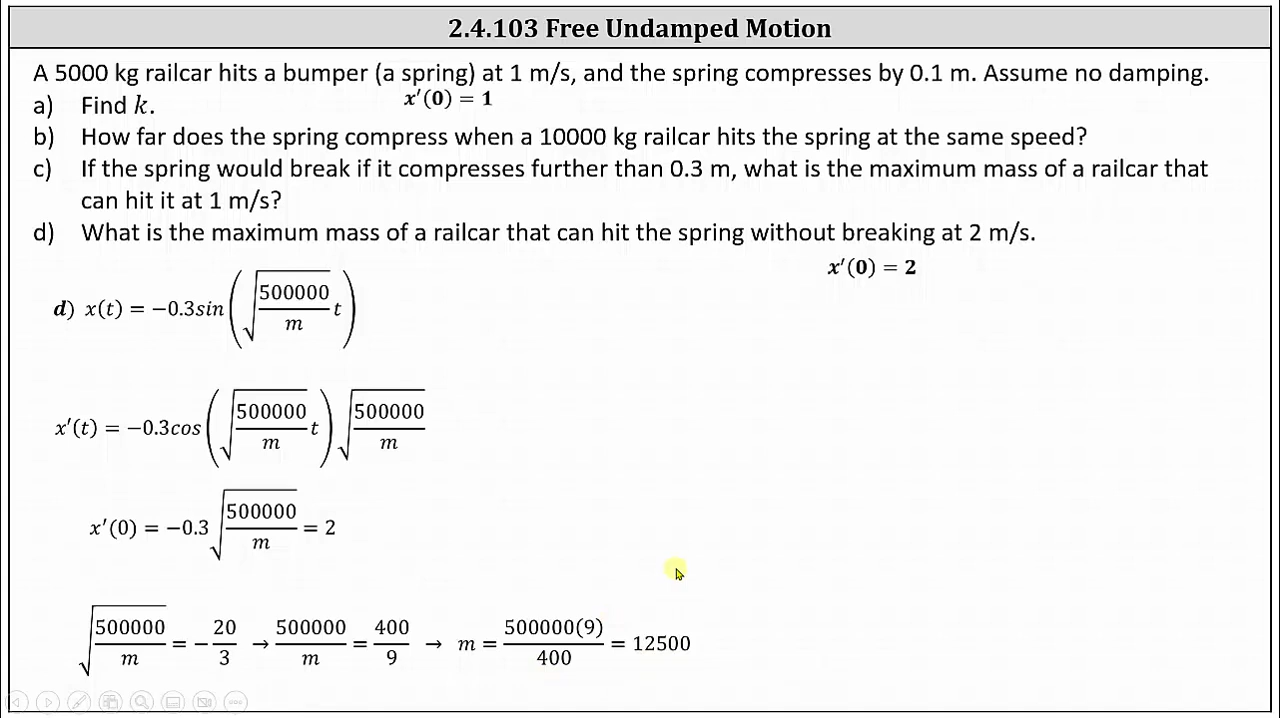 2.4.103 Free Undamped Motion
A 5000 kg railcar hits a bumper (a spring) at 1 m/s, and the spring compresses by 0.1 m. Assume no damping.
x′(0) = 1
a) Find k.
b) How far does the spring compress when a 10000 kg railcar hits the spring at the same speed?
c) If the spring would break if it compresses further than 0.3 m, what is the maximum mass of a railcar that
can hit it at 1 m/s?
d) What is the maximum mass of a railcar that can hit the spring without breaking at 2 m/s.
x′(0) = 2
d) x(t) = −0.3sin(√(500000/m) t)
x′(t) = −0.3cos(√(500000/m) t)√(500000/m)
x′(0) = −0.3√(500000/m) = 2
√(500000/m) = −20/3 → 500000/m = 400/9 → m = 500000(9)/400 = 12500